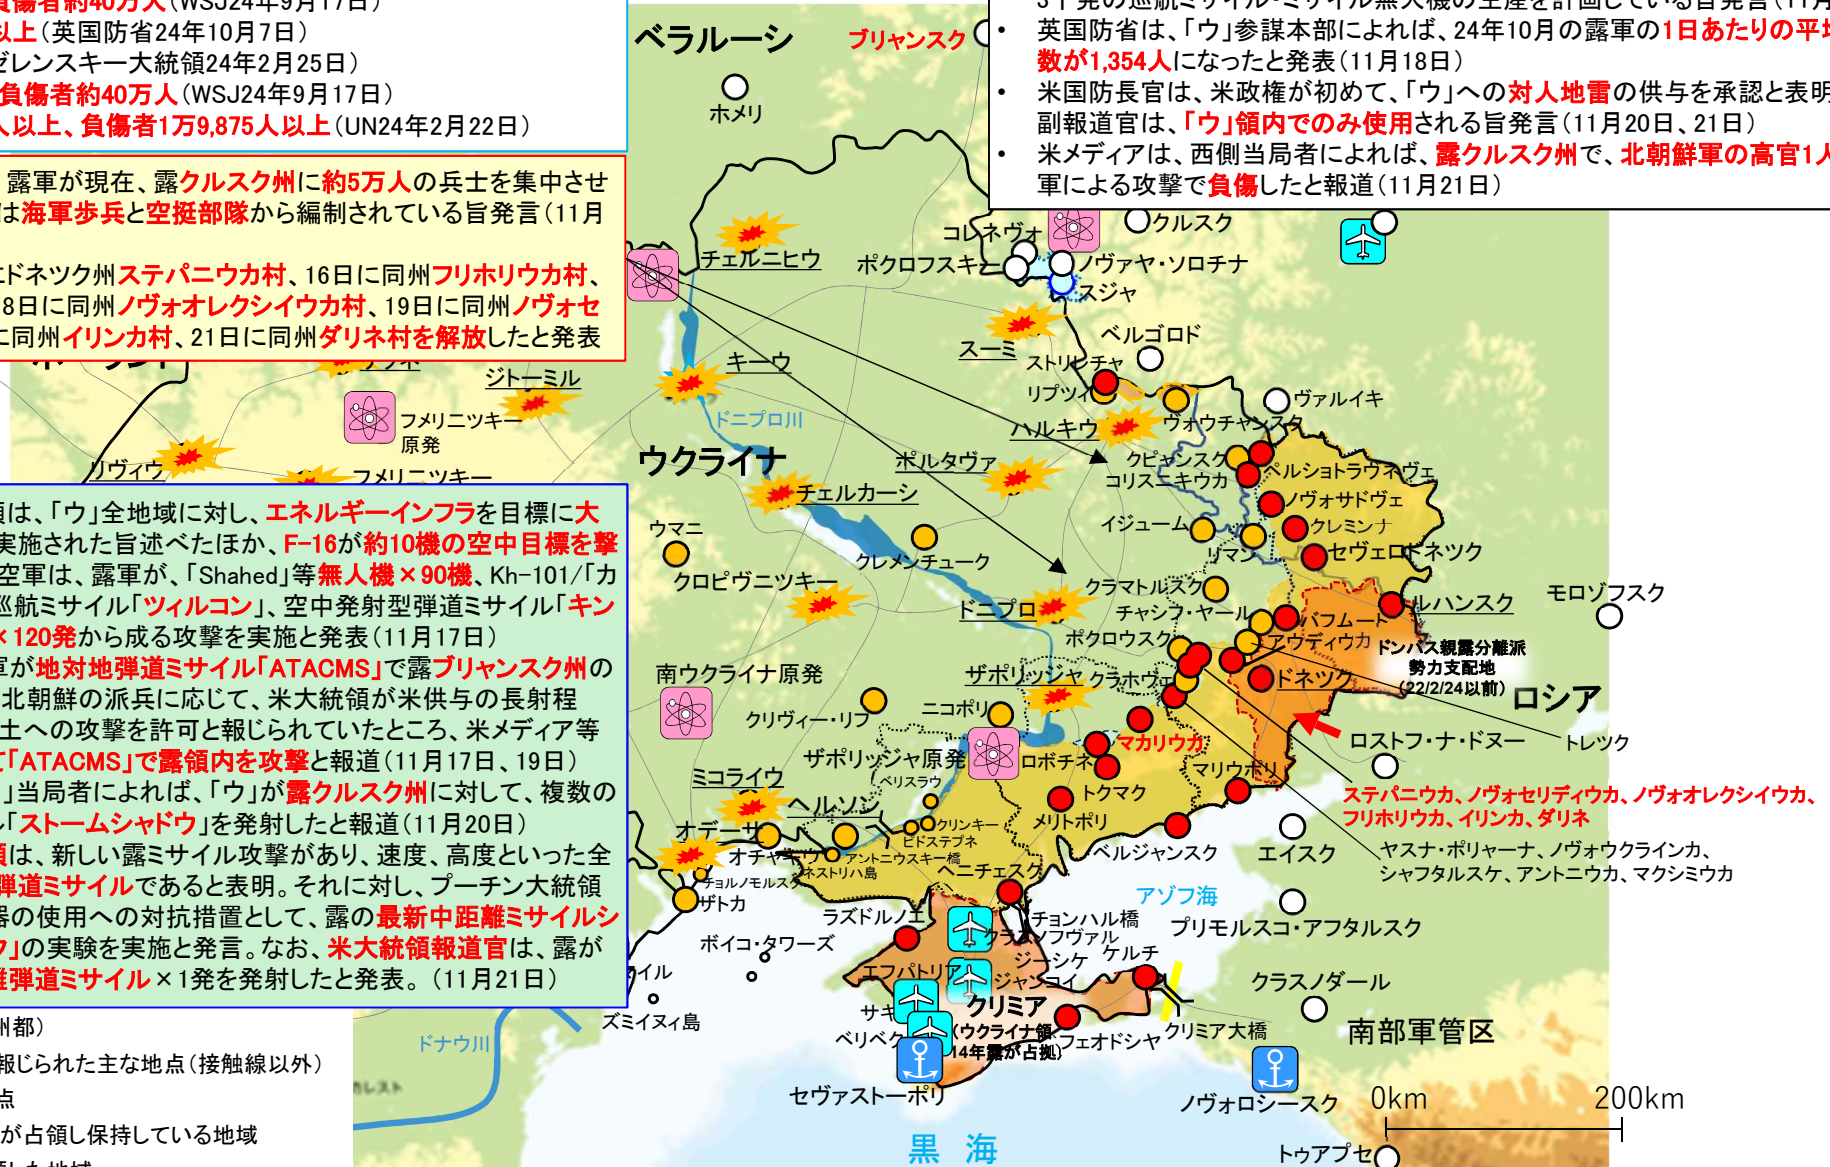 負傷者約40万人(WSJ24年9月17日)
以上(英国防省24年10月7日)
ゼレンスキー大統領24年2月25日)
負傷者約40万人(WSJ24年9月17日)
人以上、負傷者1万9,875人以上(UN24年2月22日)
露軍が現在、露クルスク州に約5万人の兵士を集中させ
は海軍歩兵と空挺部隊から編制されている旨発言(11月
にドネツク州ステパニウカ村、16日に同州フリホリウカ村、
18日に同州ノヴォオレクシイウカ村、19日に同州ノヴォセ
に同州イリンカ村、21日に同州ダリネ村を解放したと発表
領は、「ウ」全地域に対し、エネルギーインフラを目標に大
実施された旨述べたほか、F-16が約10機の空中目標を撃
空軍は、露軍が、「Shahed」等無人機×90機、Kh-101/「カ
巡航ミサイル「ツィルコン」、空中発射型弾道ミサイル「キン
×120発から成る攻撃を実施と発表(11月17日)
軍が地対地弾道ミサイル「ATACMS」で露ブリャンスク州の
北朝鮮の派兵に応じて、米大統領が米供与の長射程
土への攻撃を許可と報じられていたところ、米メディア等
て「ATACMS」で露領内を攻撃と報道(11月17日、19日)
」当局者によれば、「ウ」が露クルスク州に対して、複数の
ル「ストームシャドウ」を発射したと報道(11月20日)
領は、新しい露ミサイル攻撃があり、速度、高度といった全
弾道ミサイルであると表明。それに対し、プーチン大統領
器の使用への対抗措置として、露の最新中距離ミサイルシ
ク」の実験を実施と発言。なお、米大統領報道官は、露が
離弾道ミサイル×1発を発射したと発表。(11月21日)
州都)
報じられた主な地点(接触線以外)
点
が占領し保持している地域
3千発の巡航ミサイル・ミサイル無人機の生産を計画している旨発言(11月
• 英国防省は、「ウ」参謀本部によれば、24年10月の露軍の1日あたりの平均
数が1,354人になったと発表(11月18日)
• 米国防長官は、米政権が初めて、「ウ」への対人地雷の供与を承認と表明
副報道官は、「ウ」領内でのみ使用される旨発言(11月20日、21日)
• 米メディアは、西側当局者によれば、露クルスク州で、北朝鮮軍の高官1人
軍による攻撃で負傷したと報道(11月21日)
ベラルーシ
ブリャンスク
ホメリ
チェルニヒウ
コレネヴォ
クルスク
ポクロフスキー
ノヴァヤ・ソロチナ
スジャ
スーミ
ベルゴロド
ストリレチャ
リプツィ
ヴァルイキ
ヴォウチャンスク
ハルキウ
キーウ
ジトーミル
フメリニツキー
原発
フメリニツキー
リヴィウ
ドニプロ川
ウクライナ
ポルタヴァ
チェルカーシ
クピャンスク
コリスニキウカ
ペルショトラヴネヴェ
ノヴォサドヴェ
クレミンナ
イジューム
リマン
セヴェロドネツク
ウマニ
クレメンチューク
クロピヴニツキー
クラマトルスク
チャシフ・ヤール
ドニプロ
バフムート
ルハンスク
モロゾフスク
ポクロウスク
アウディウカ
ドンバス親露分離派
勢力支配地
(22/2/24以前)
ロシア
南ウクライナ原発
ザポリッジャ
クラホヴェ
ドネツク
クリヴィー・リフ
ニコポリ
マカリウカ
ロストフ・ナ・ドヌー
トレツク
ザポリッジャ原発
ロボチネ
マリウポリ
ミコライウ
ベリスラウ
トクマク
ステパニウカ、ノヴォセリディウカ、ノヴォオレクシイウカ、
フリホリウカ、イリンカ、ダリネ
ヘルソン
メリトポリ
オデーサ
クリンキー
ピドステプネ
オチャキウ
アントニウスキー橋
ネストリハ島
ベルジャンスク
エイスク
ヤスナ・ポリャーナ、ノヴォウクラインカ、
シャフタルスケ、アントニウカ、マクシミウカ
チョルノモルスク
ヘニチェスク
ザトカ
アゾフ海
ラズドルノエ
チョンハル橋
プリモルスコ・アフタルスク
クラスノフヴァル
ボイコ・タワーズ
ジーシケ
ケルチ
イル
エフパトリア
ジャンコイ
クラスノダール
サキ
クリミア
(ウクライナ領
14年露が占拠)
ズミイヌィ島
ベリベク
フェオドシヤ
クリミア大橋
南部軍管区
ドナウ川
セヴァストーポリ
ノヴォロシースク
0km 200km
黒 海
トゥアプセ